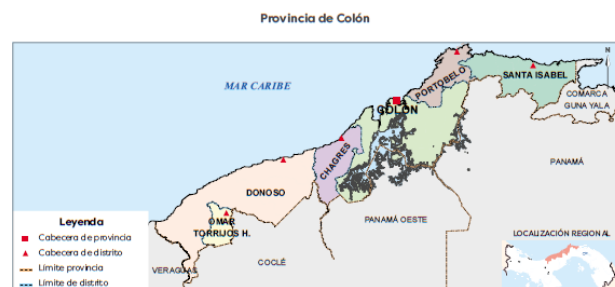 Provincia de Colón
N
MAR CARIBE
PORTOBELO
SANTA ISABEL
COLÓN
COMARCA
GUNA YALA
CHAGRES
PANAMÁ
DONOSO
Leyenda
Cabecera de provincia
Cabecera de distrito
Límite provincia
Límite de distrito
OMAR
TORRIJOS H.
PANAMÁ OESTE
VERAGUAS
COCLÉ
LOCALIZACIÓN REGIONAL